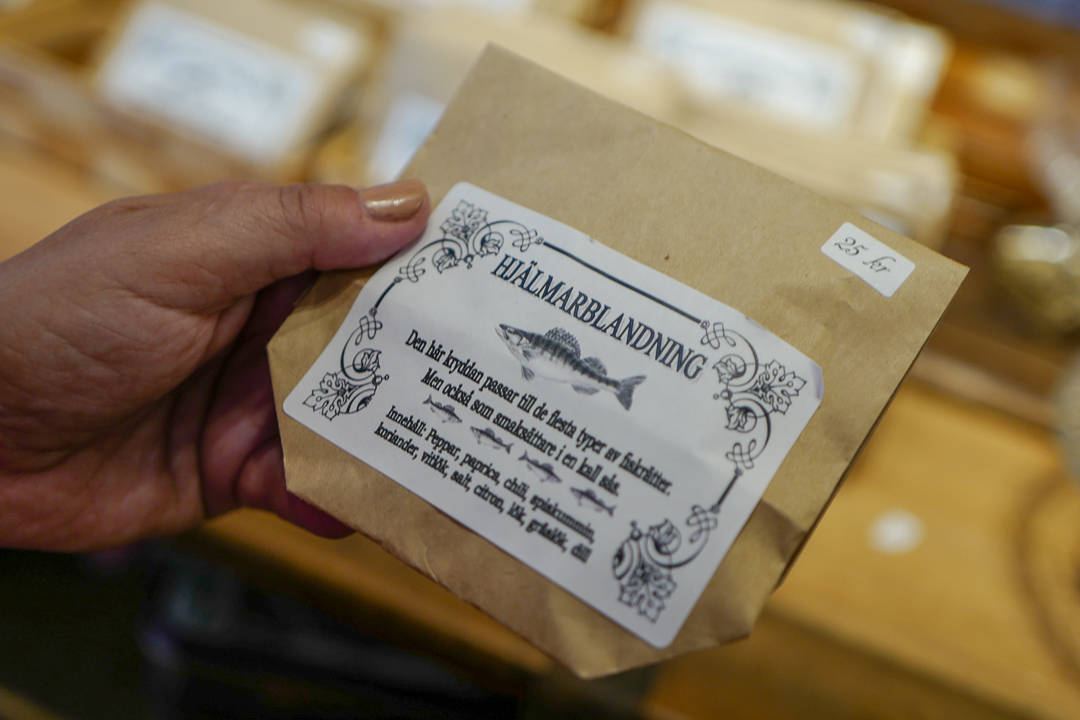 25 kr
HJÄLMARBLANDNING
Den här kryddan passar till de flesta typer av fiskrätter.
Men också som smaksättare i en kall sås.
Innehåll: Peppar, paprica, chili, spiskummin,
koriander, vitlök, salt, citron, lök, gräslök, dill